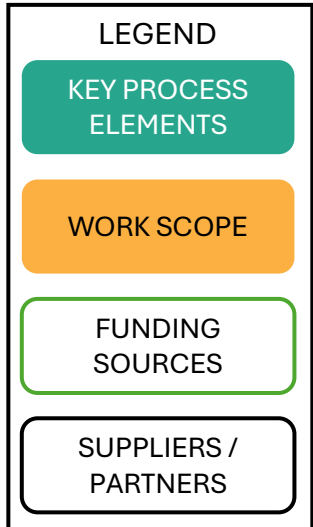 LEGEND
KEY PROCESS
ELEMENTS
WORK SCOPE
FUNDING
SOURCES
SUPPLIERS /
PARTNERS